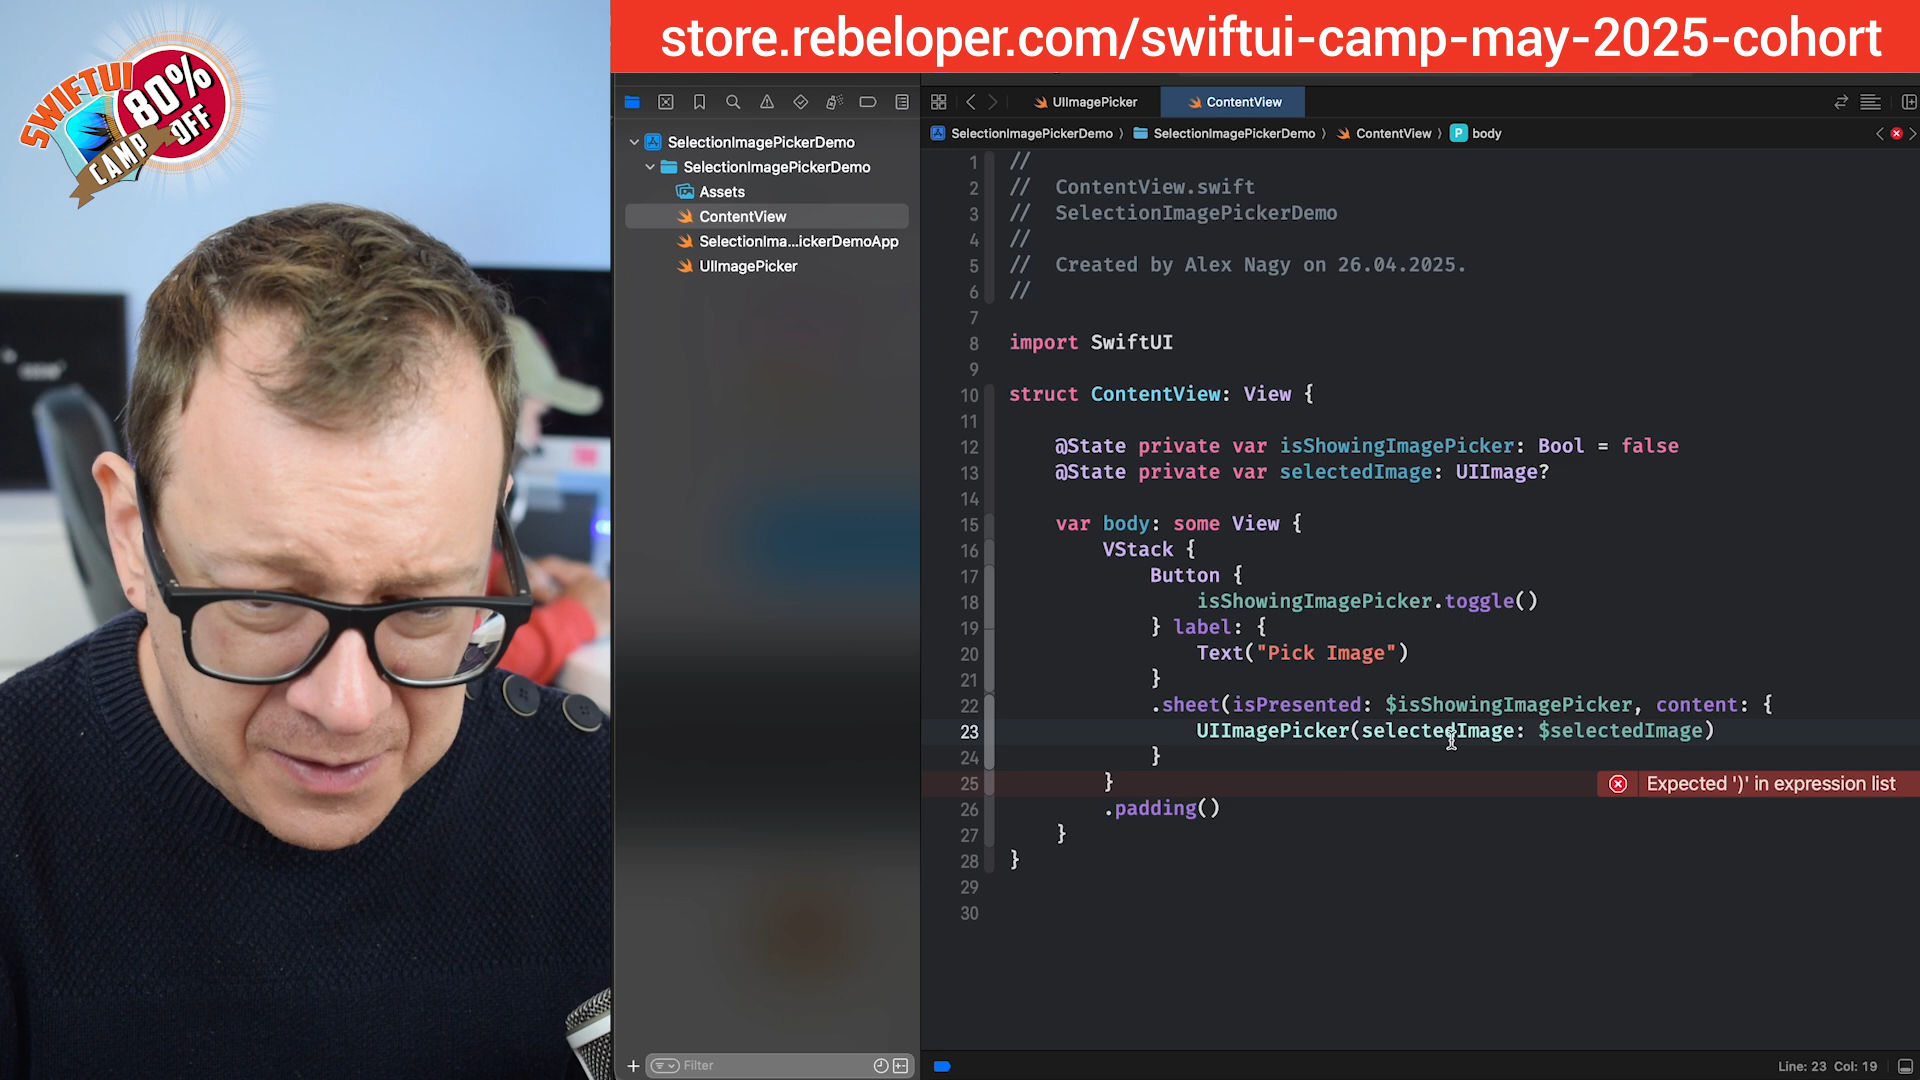 store.rebeloper.com/swiftui-camp-may-2025-cohort
SWIFTUI
CAMP
80%
OFF
UIImagePicker
ContentView
SelectionImagePickerDemo
SelectionImagePickerDemo
ContentView
P
body
SelectionImagePickerDemo
SelectionImagePickerDemo
Assets
ContentView
SelectionIma...ickerDemoApp
UIImagePicker
1 //
2 // ContentView.swift
3 // SelectionImagePickerDemo
4 //
5 // Created by Alex Nagy on 26.04.2025.
6 //
7
8 import SwiftUI
9
10 struct ContentView: View {
11
12 @State private var isShowingImagePicker: Bool = false
13 @State private var selectedImage: UIImage?
14
15 var body: some View {
16 VStack {
17 Button {
18 isShowingImagePicker.toggle()
19 } label: {
20 Text("Pick Image")
21 }
22 .sheet(isPresented: $isShowingImagePicker, content: {
23 UIImagePicker(selectedImage: $selectedImage)
24 }
25 } Expected ')' in expression list
26 .padding()
27 }
28 }
29
30
Filter
Line: 23 Col: 19